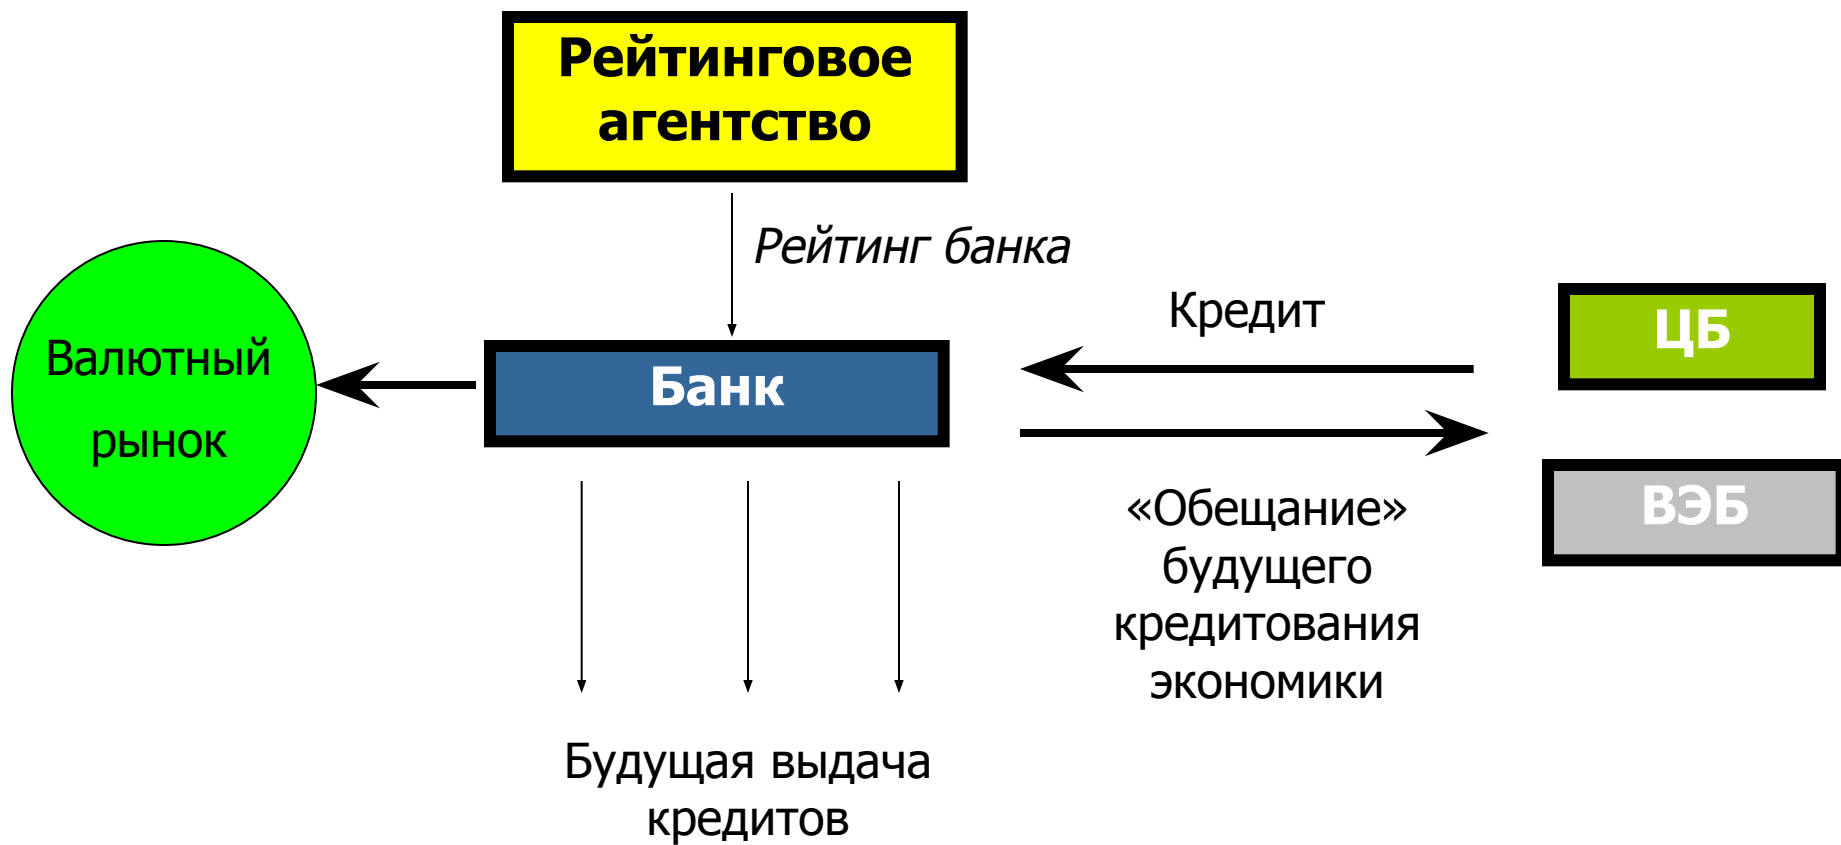 Рейтинговое
агентство
Рейтинг банка
Кредит
ЦБ
Валютный
рынок
Банк
ВЭБ
«Обещание»
будущего
кредитования
экономики
Будущая выдача
кредитов